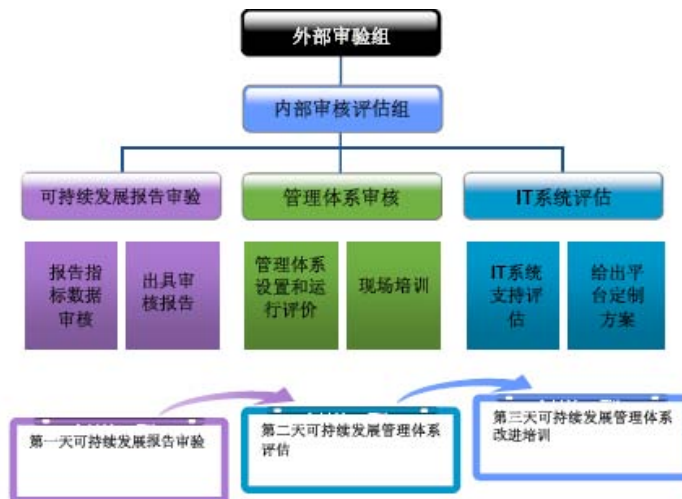 外部审验组
内部审核评估组
可持续发展报告审验
管理体系审核
IT系统评估
报告指
标数据
审核
出具审
核报告
管理体系
设置和运
行评价
现场培训
IT系统
支持评
估
给出平
台定制
方案
第一天可持续发展报告审验
第二天可持续发展管理体系
评估
第三天可持续发展管理体系
改进培训